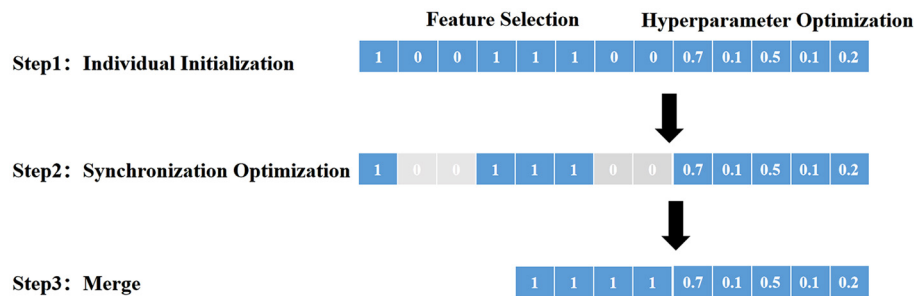 Feature Selection Hyperparameter Optimization
Step1: Individual Initialization 1 0 0 1 1 1 0 0 0.7 0.1 0.5 0.1 0.2
Step2: Synchronization Optimization 1 0 0 1 1 1 0 0 0.7 0.1 0.5 0.1 0.2
Step3: Merge 1 1 1 1 0.7 0.1 0.5 0.1 0.2